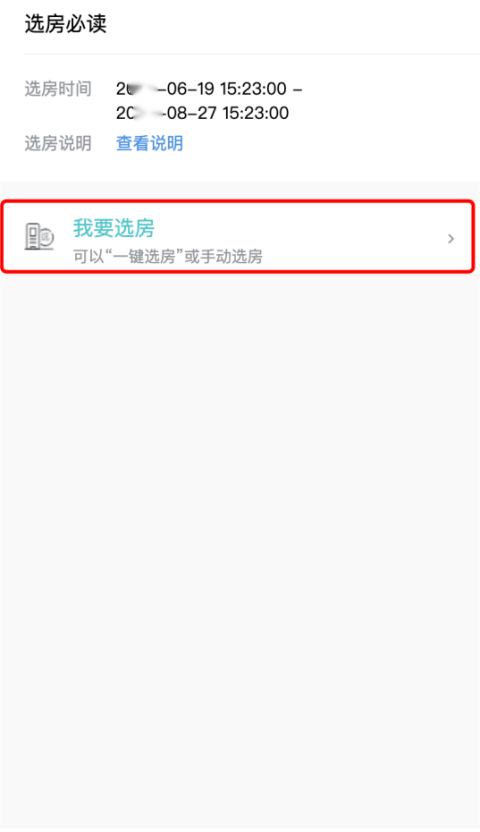 选房必读
选房时间 2 -06-19 15:23:00 -
2 -08-27 15:23:00
选房说明 查看说明
我要选房
可以“一键选房”或手动选房